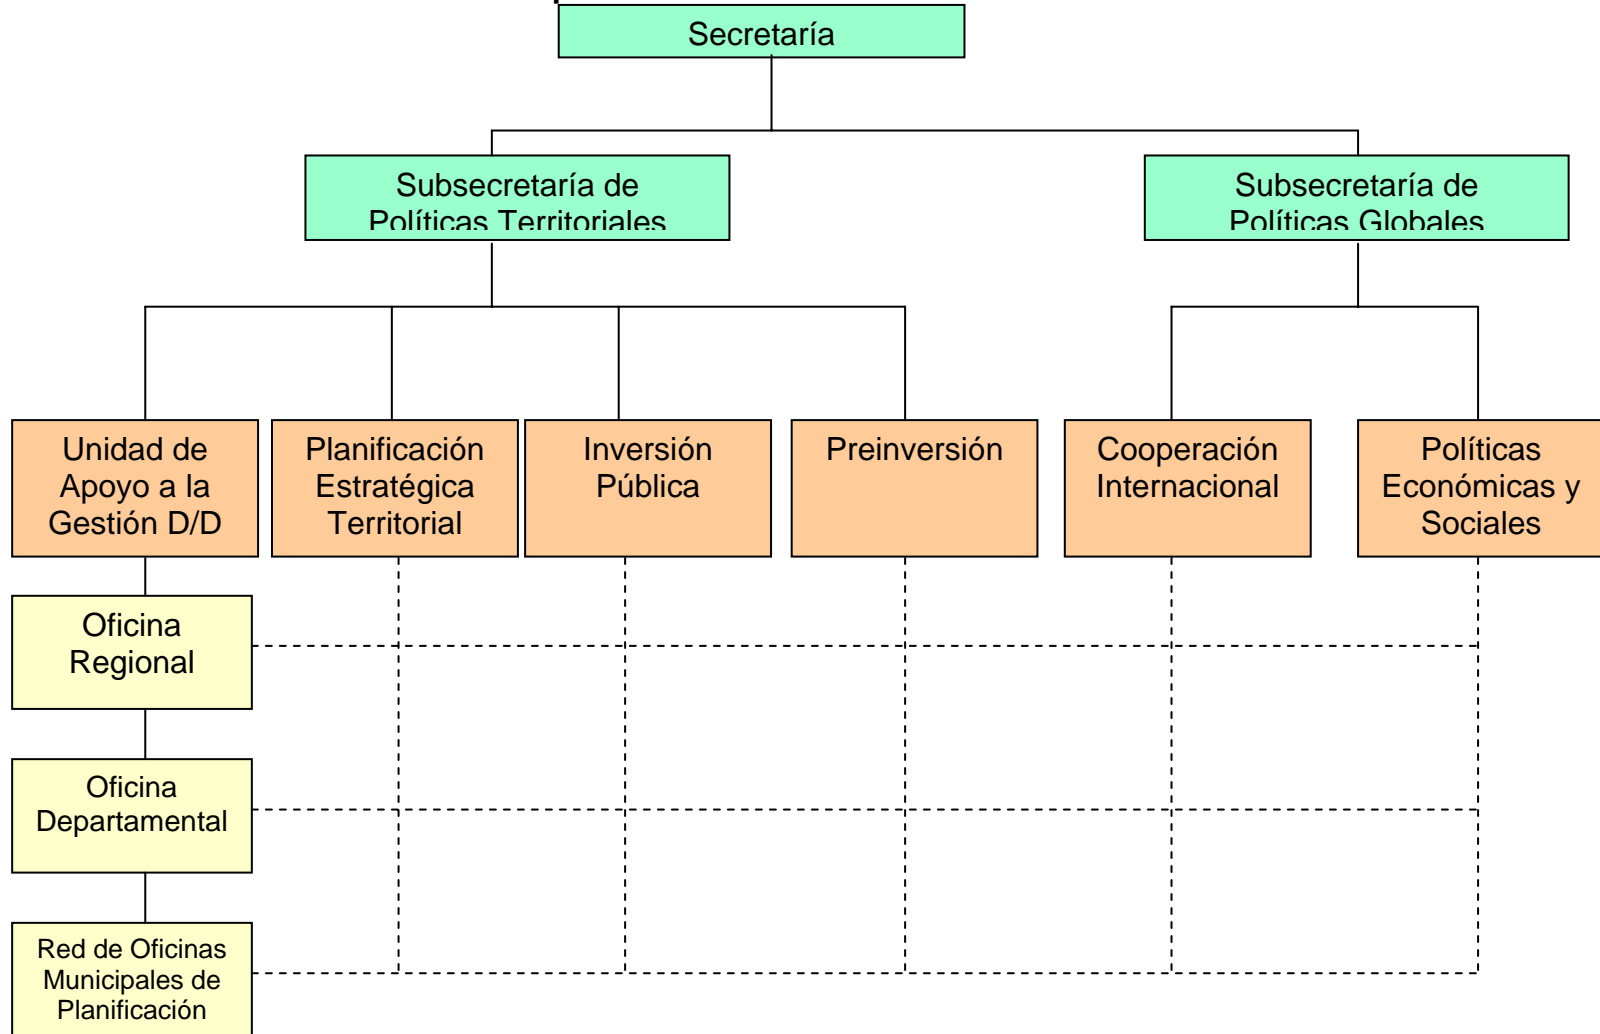 Secretaría
Subsecretaría de
Políticas Territoriales
Subsecretaría de
Políticas Globales
Unidad de
Apoyo a la
Gestión D/D
Planificación
Estratégica
Territorial
Inversión
Pública
Preinversión
Cooperación
Internacional
Políticas
Económicas y
Sociales
Oficina
Regional
Oficina
Departamental
Red de Oficinas
Municipales de
Planificación